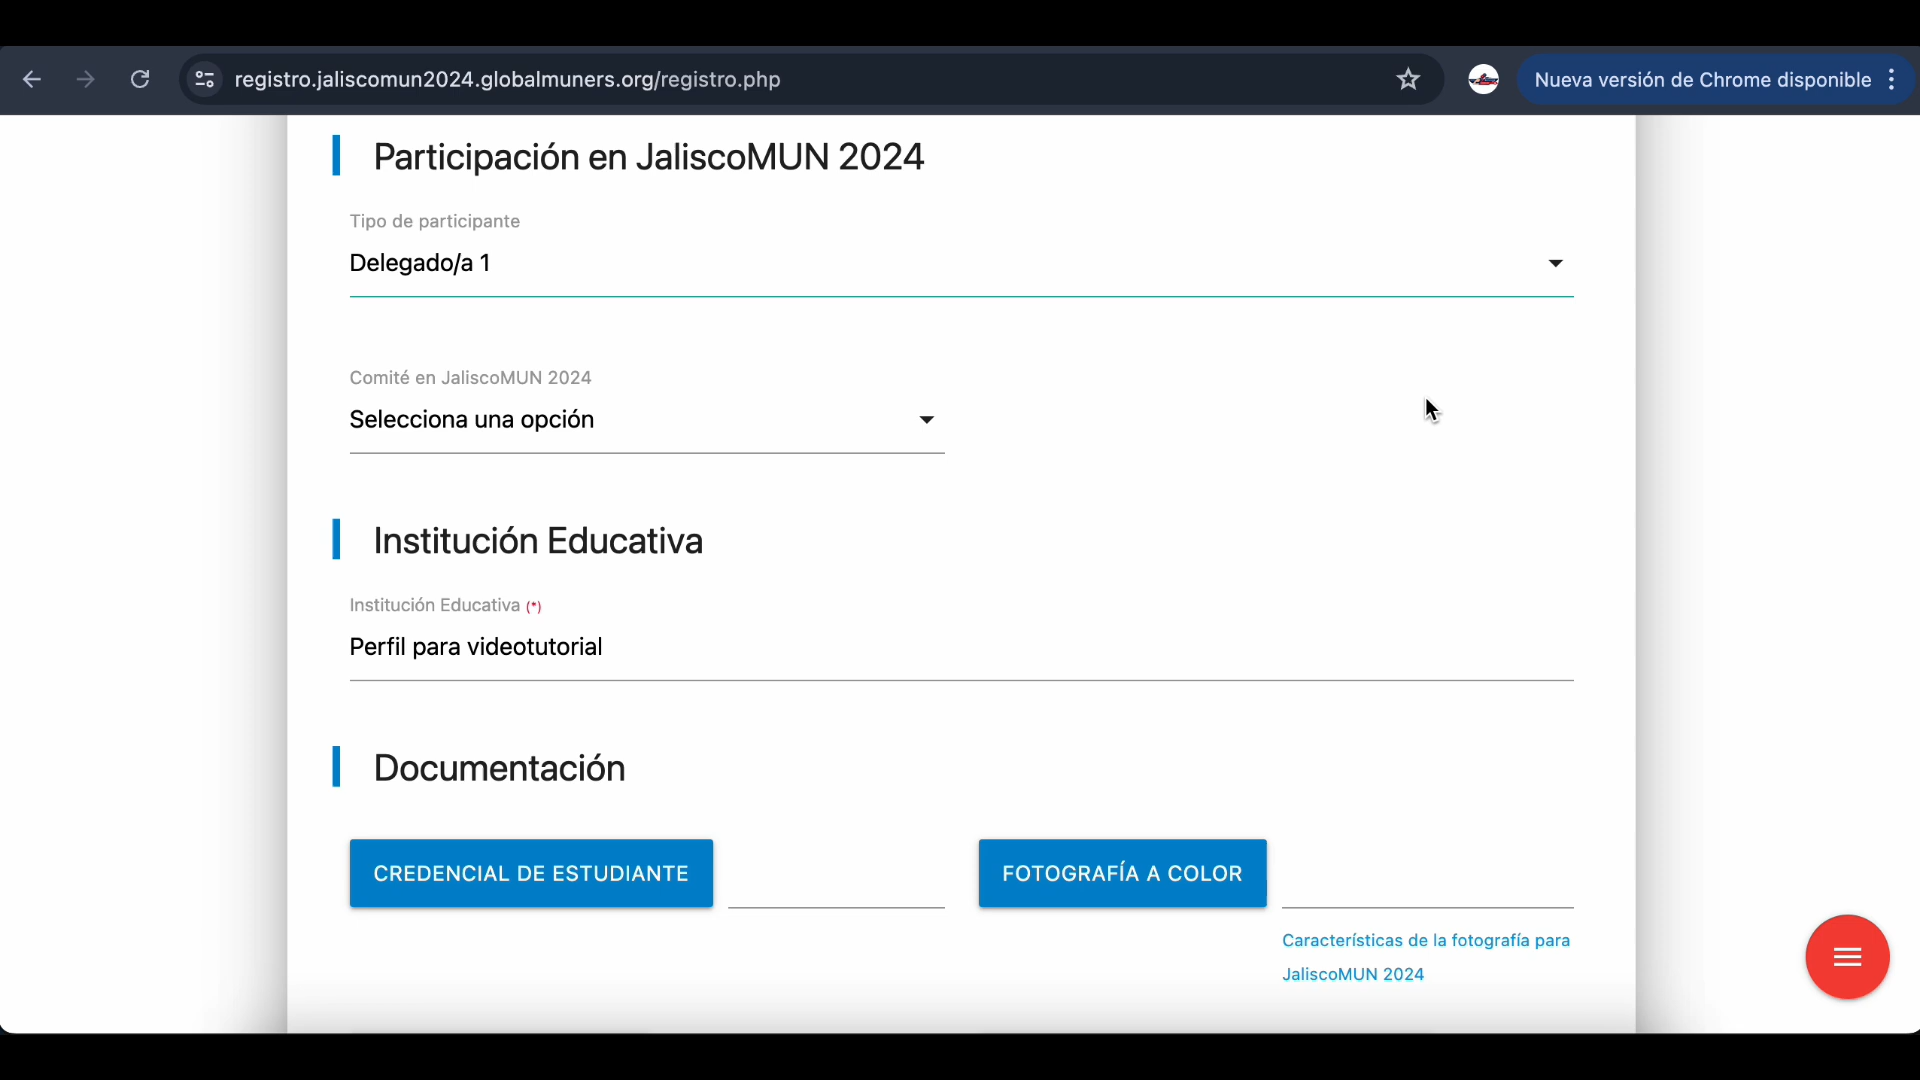 registro.jaliscomun2024.globalmuners.org/registro.php
Nueva versión de Chrome disponible
Participación en JaliscoMUN 2024
Tipo de participante
Delegado/a 1
Comité en JaliscoMUN 2024
Selecciona una opción
Institución Educativa
Institución Educativa (*)
Perfil para videotutorial
Documentación
CREDENCIAL DE ESTUDIANTE
FOTOGRAFÍA A COLOR
Características de la fotografía para
JaliscoMUN 2024